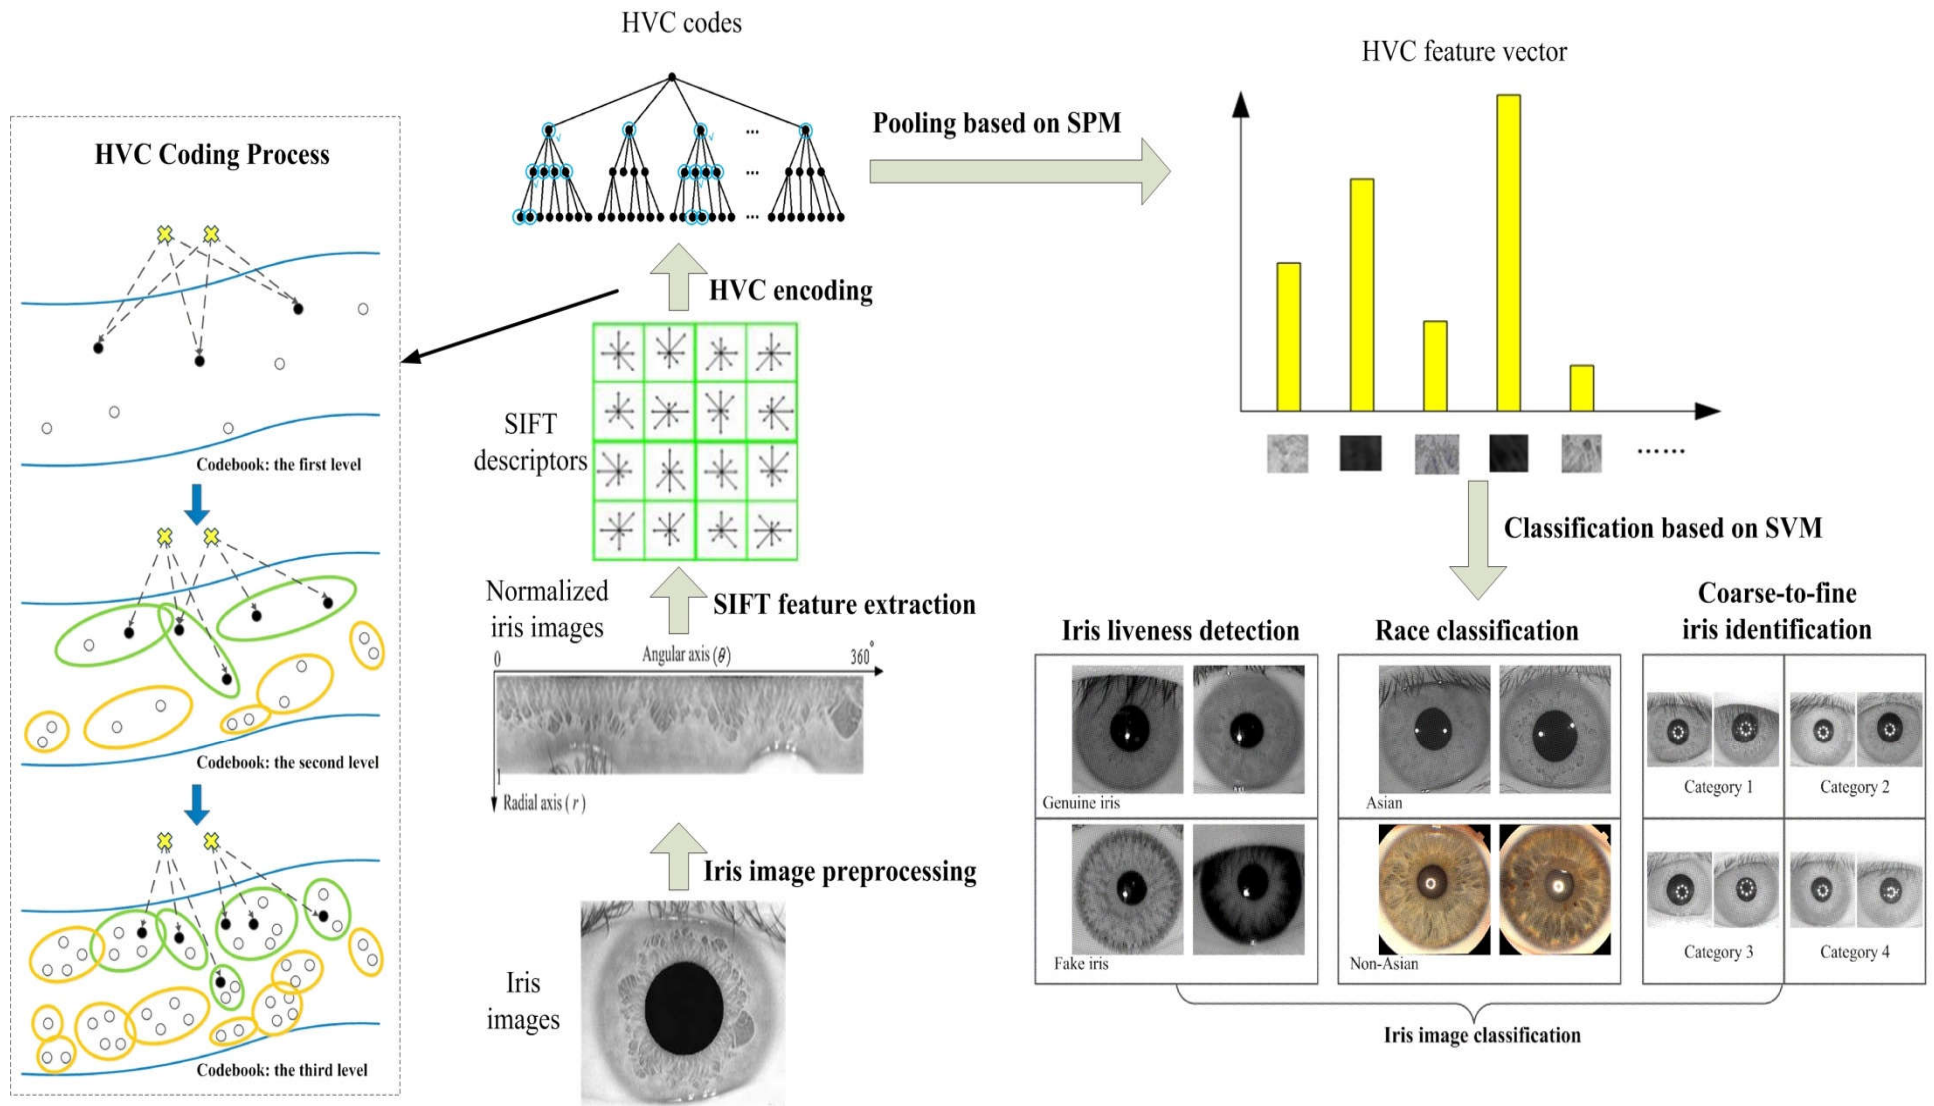 HVC codes
HVC feature vector
Pooling based on SPM
HVC Coding Process
...
...
...
HVC encoding
SIFT
descriptors
Codebook: the first level
......
Classification based on SVM
Normalized
iris images
SIFT feature extraction
0
Angular axis (θ)
360°
1
Radial axis (r)
Codebook: the second level
Iris image preprocessing
Iris
images
Codebook: the third level
Iris liveness detection
Genuine iris
Fake iris
Race classification
Asian
Non-Asian
Coarse-to-fine
iris identification
Category 1
Category 2
Category 3
Category 4
Iris image classification